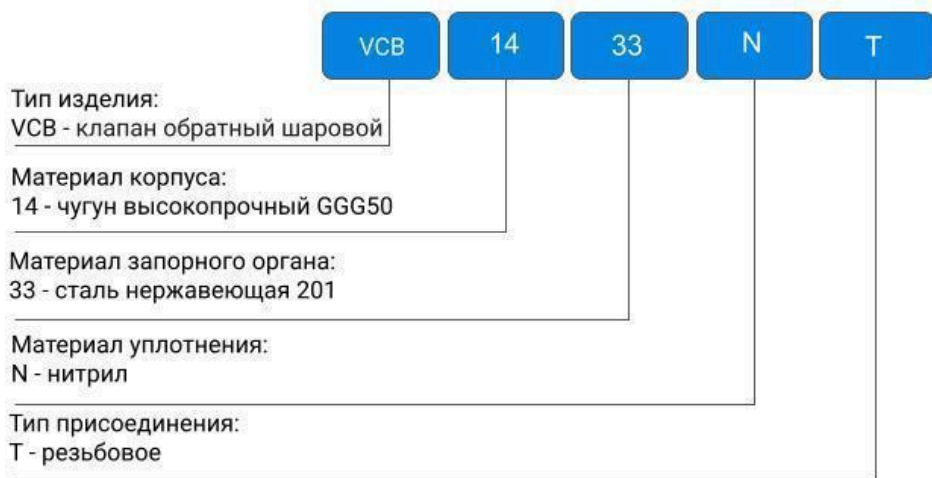 VCB 14 33 N T
Тип изделия:
VCB - клапан обратный шаровой
Материал корпуса:
14 - чугун высокопрочный GGG50
Материал запорного органа:
33 - сталь нержавеющая 201
Материал уплотнения:
N - нитрил
Тип присоединения:
T - резьбовое